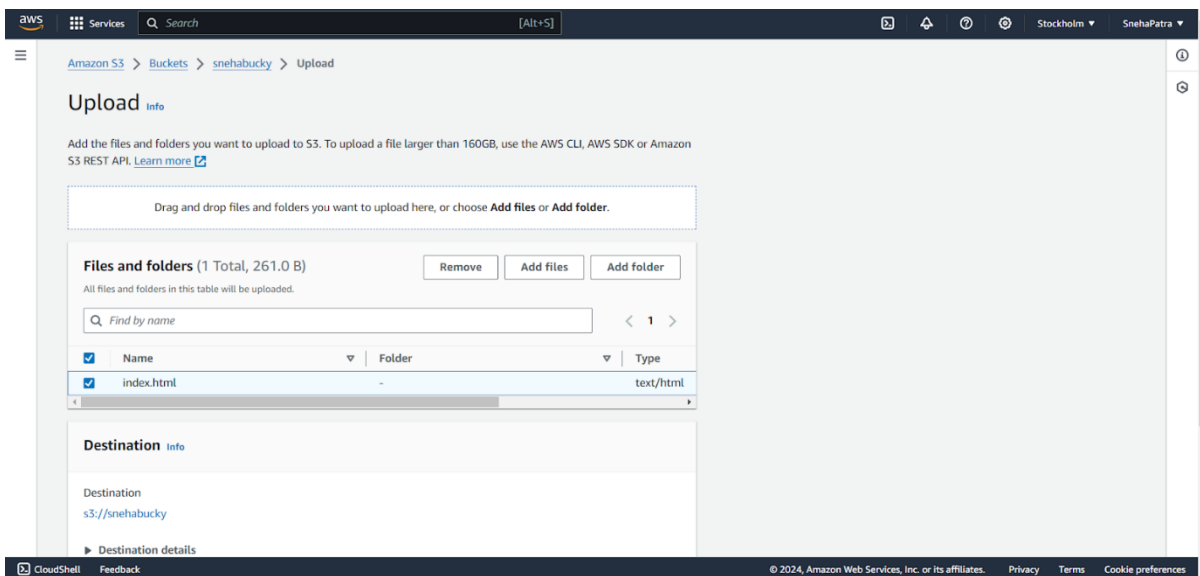 aws Services Search [Alt+S] Stockholm SnehaPatra
Amazon S3 > Buckets > snehabucky > Upload
Upload Info
Add the files and folders you want to upload to S3. To upload a file larger than 160GB, use the AWS CLI, AWS SDK or Amazon
S3 REST API. Learn more
Drag and drop files and folders you want to upload here, or choose Add files or Add folder.
Files and folders (1 Total, 261.0 B) Remove Add files Add folder
All files and folders in this table will be uploaded.
Find by name < 1 >
Name Folder Type
index.html - text/html
Destination Info
Destination
s3://snehabucky
Destination details
CloudShell Feedback © 2024, Amazon Web Services, Inc. or its affiliates. Privacy Terms Cookie preferences